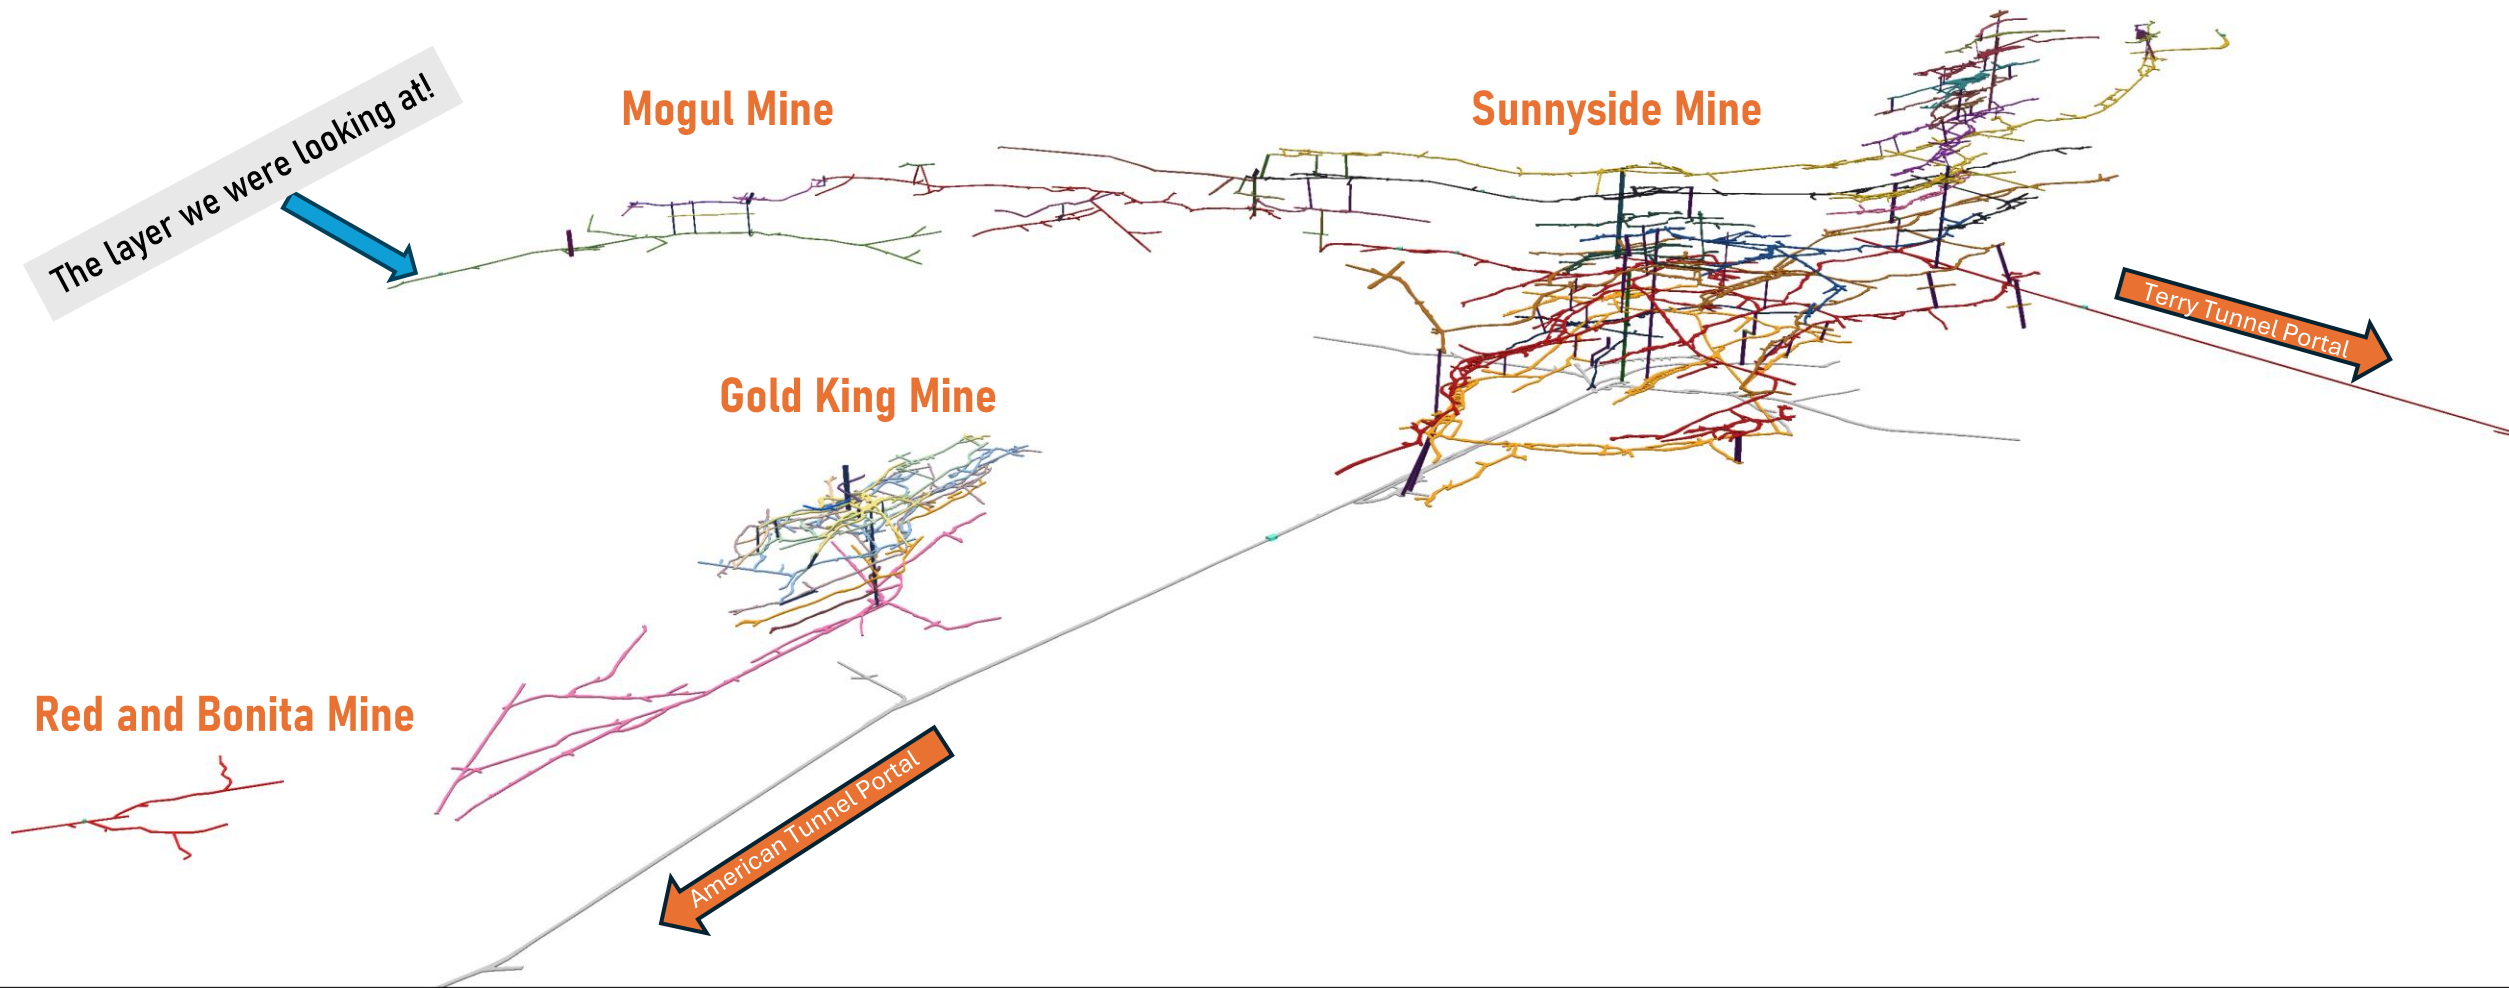 The layer we were looking at!
Mogul Mine
Sunnyside Mine
Terry Tunnel Portal
Gold King Mine
Red and Bonita Mine
American Tunnel Portal